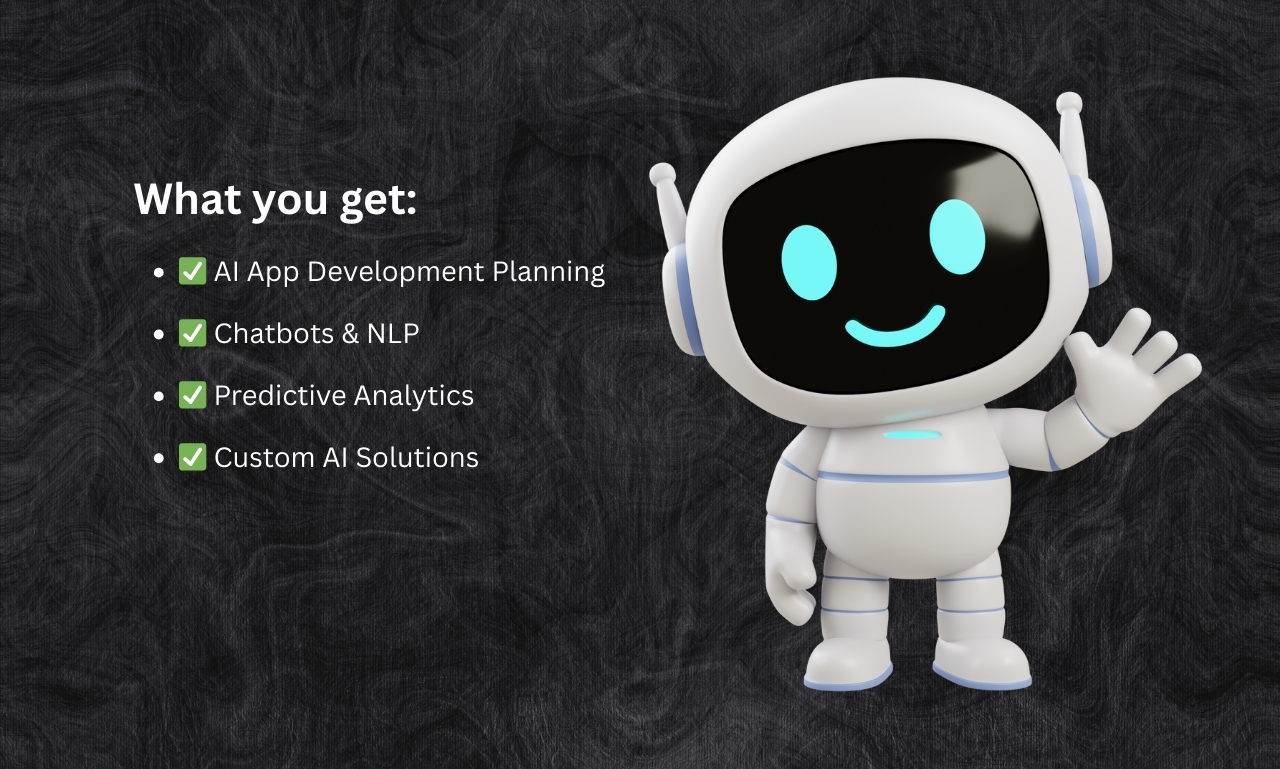 What you get:
• ✅ AI App Development Planning
• ✅ Chatbots & NLP
• ✅ Predictive Analytics
• ✅ Custom AI Solutions